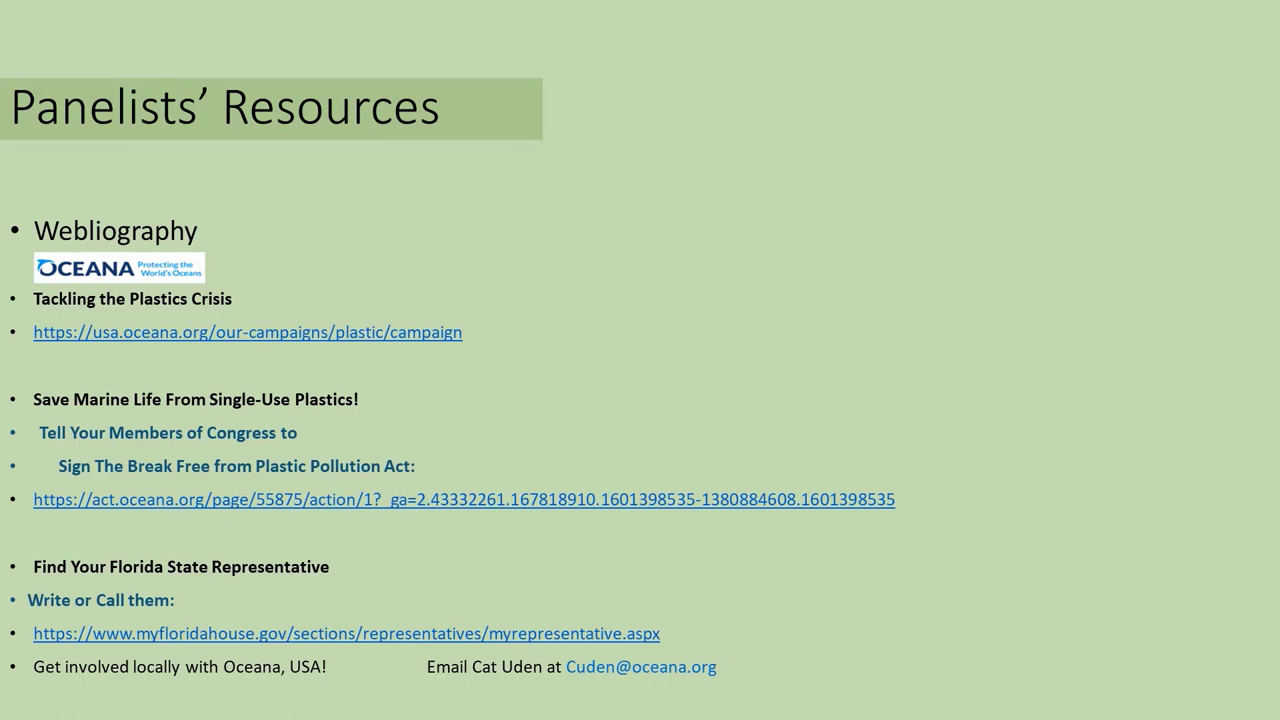 Panelists’ Resources
• Webliography
OCEANA Protecting the World's Oceans
• Tackling the Plastics Crisis
• https://usa.oceana.org/our-campaigns/plastic/campaign
• Save Marine Life From Single-Use Plastics!
• Tell Your Members of Congress to
• Sign The Break Free from Plastic Pollution Act:
• https://act.oceana.org/page/55875/action/1?_ga=2.43332261.167818910.1601398535-1380884608.1601398535
• Find Your Florida State Representative
• Write or Call them:
• https://www.myfloridahouse.gov/sections/representatives/myrepresentative.aspx
• Get involved locally with Oceana, USA! Email Cat Uden at Cuden@oceana.org